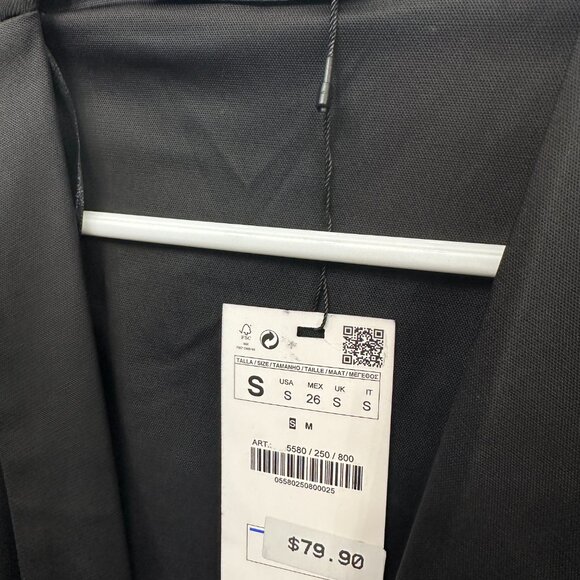 FSC
TALLA / SIZE / TAMANHO / TAILLE / MAAT / ΜΕΓΕΘΟΣ
S USA S MEX 26 UK S IT S
S M
ART.: 5580 / 250 / 800
05580250800025
$79.90